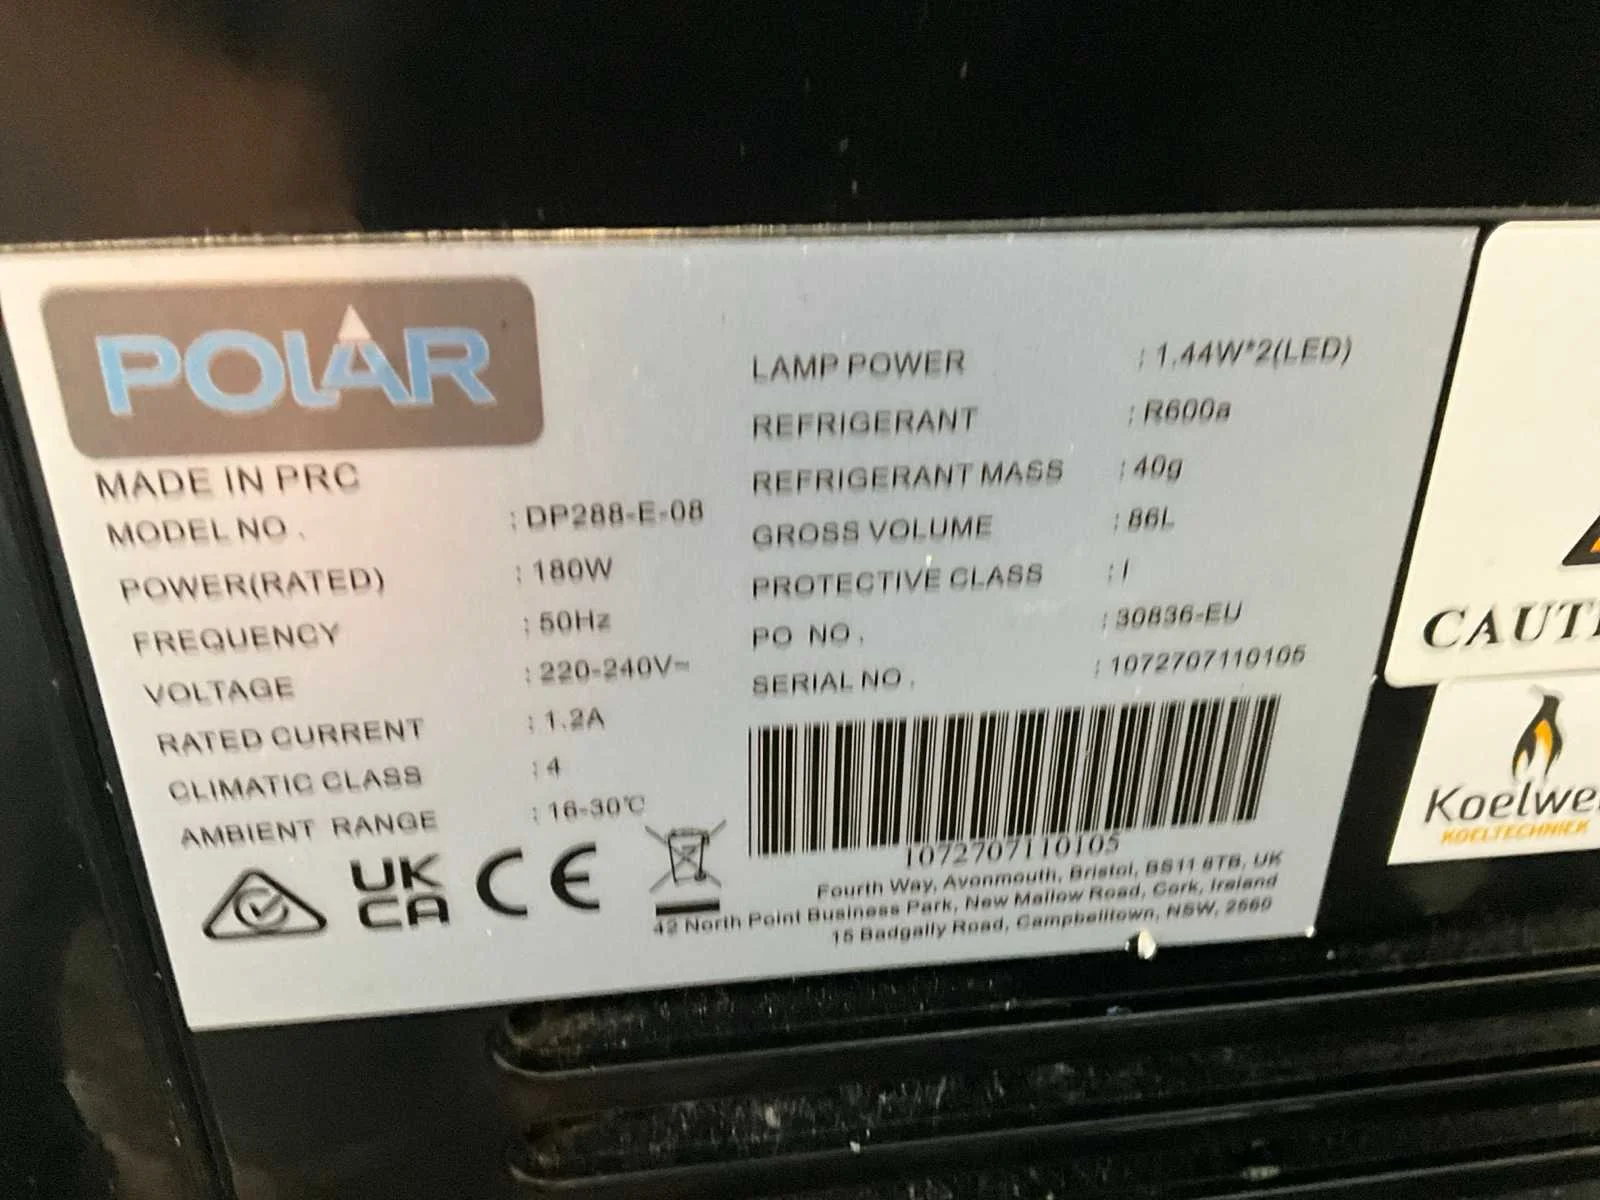 POLAR
MADE IN PRC
MODEL NO. : DP288-E-08
POWER(RATED) : 180W
FREQUENCY : 50Hz
VOLTAGE : 220-240V~
RATED CURRENT : 1.2A
CLIMATIC CLASS : 4
AMBIENT RANGE : 16-30℃
UK
CA
CE
LAMP POWER : 1.44W*2(LED)
REFRIGERANT : R600a
REFRIGERANT MASS : 40g
GROSS VOLUME : 86L
PROTECTIVE CLASS : I
PO NO. : 30836-EU
SERIAL NO. : 1072707110105
1072707110105
Fourth Way, Avonmouth, Bristol, BS11 8TB, UK
42 North Point Business Park, New Mallow Road, Cork, Ireland
15 Badgally Road, Campbelltown, NSW, 2560
CAUTI
Koelwe
KOELTECHNIEK